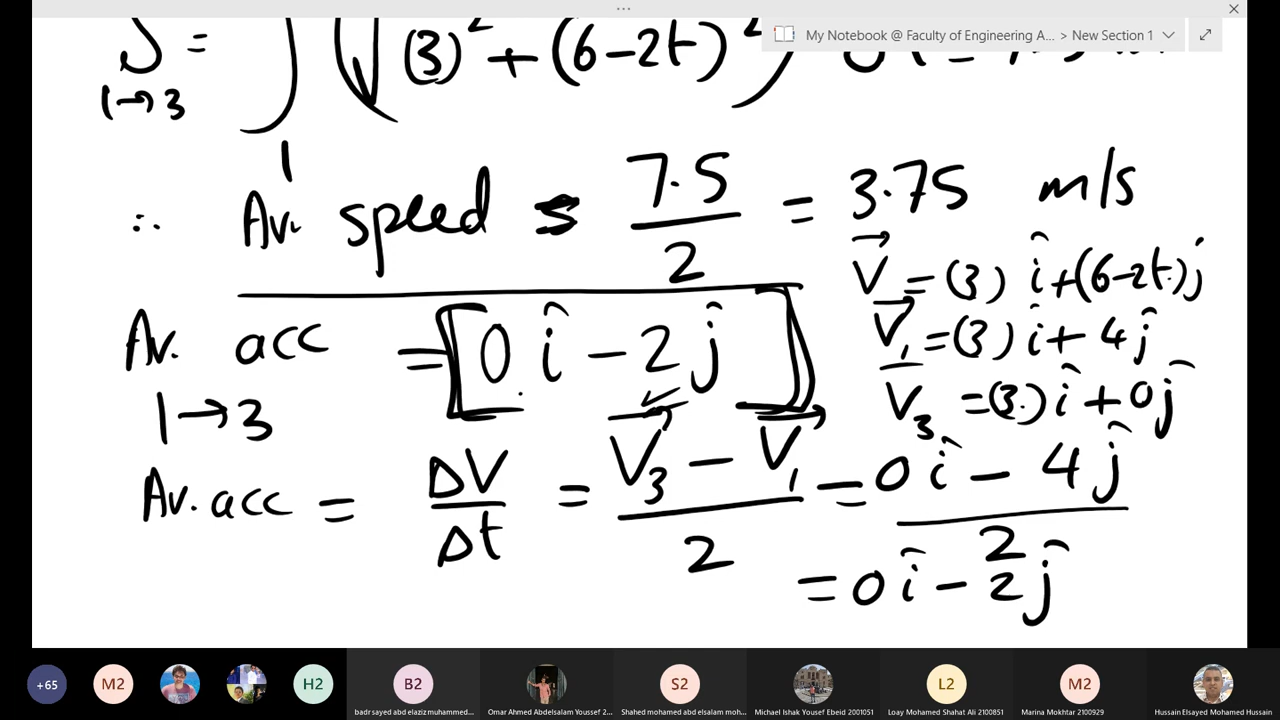 My Notebook @ Faculty of Engineering A... > New Section 1
S = ∫ (√(3)² + (6-2t)²)
1→3
1
∴ Av. speed = 7.5/2 = 3.75 m/s
V⃗ = (3) î + (6-2t) ĵ
V⃗₁ = (3) î + 4 ĵ
V⃗₃ = (3.) î + 0 ĵ
Av. acc = [0 î - 2 ĵ]
1→3
Av. acc = ΔV/Δt = (V⃗₃ - V⃗₁)/2 = (0 î - 4 ĵ)/2
= 0 î - 2 ĵ
+65
M2
H2
B2
S2
L2
M2
badr sayed abd elaziz muhammed...
Omar Ahmed Abdelsalam Youssef 2...
Shahed mohamed abd elsalam moh...
Michael Ishak Yousef Ebeid 2001051
Loay Mohamed Shahat Ali 2100851
Marina Mokhtar 2100929
Hussain Elsayed Mohamed Hussain